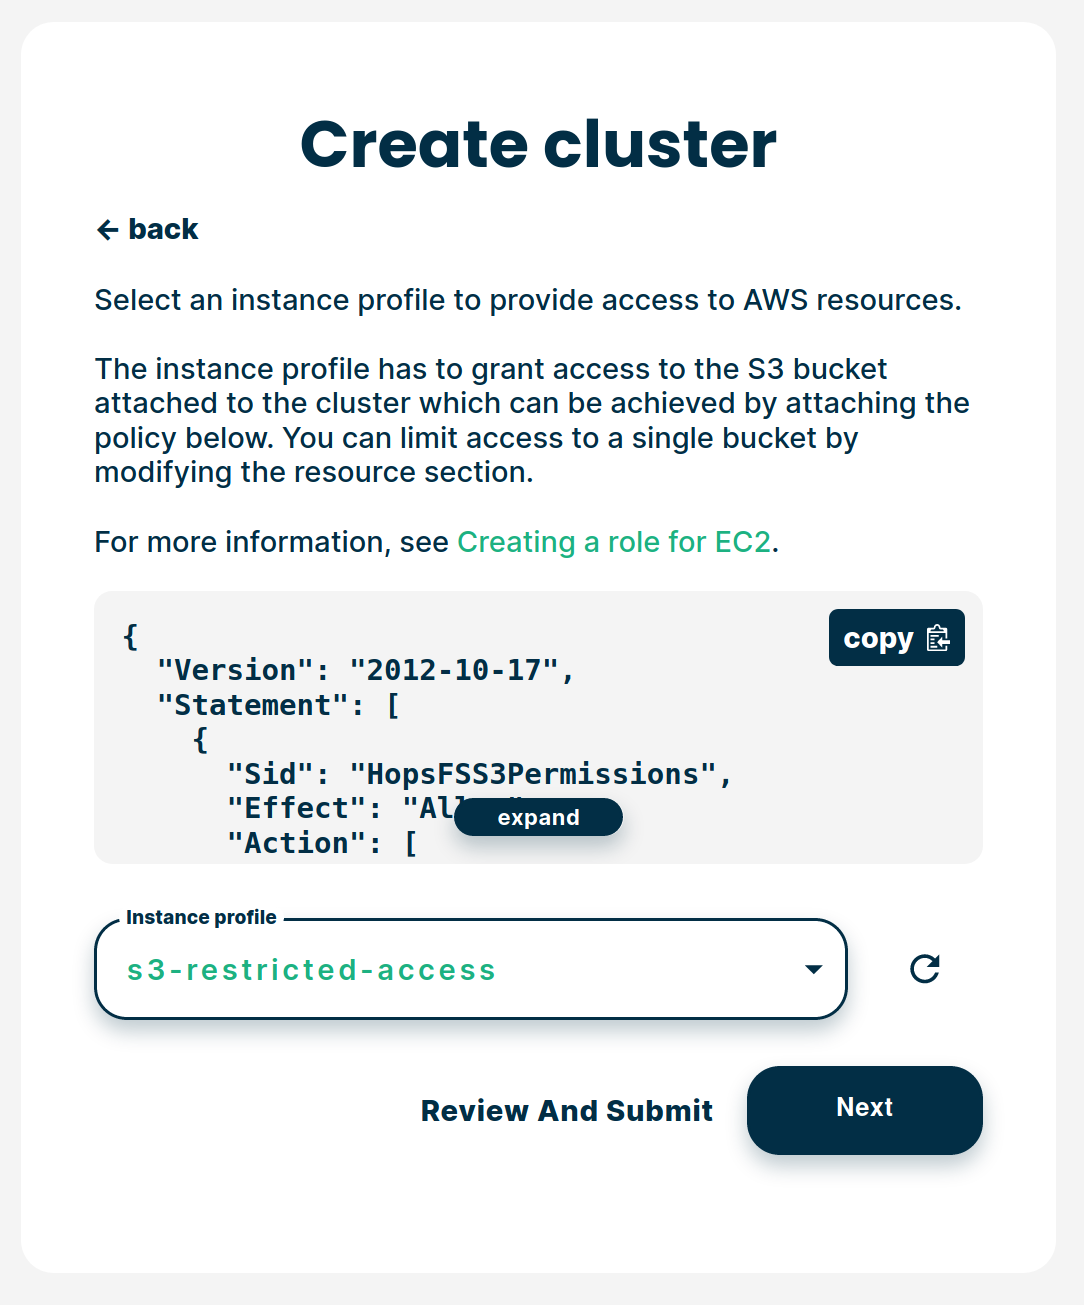 Create cluster
← back
Select an instance profile to provide access to AWS resources.
The instance profile has to grant access to the S3 bucket
attached to the cluster which can be achieved by attaching the
policy below. You can limit access to a single bucket by
modifying the resource section.
For more information, see Creating a role for EC2.
copy
{
"Version": "2012-10-17",
"Statement": [
{
"Sid": "HopsFSS3Permissions",
"Effect":
expand
"Action": [
Instance profile
s3-restricted-access
Review And Submit
Next